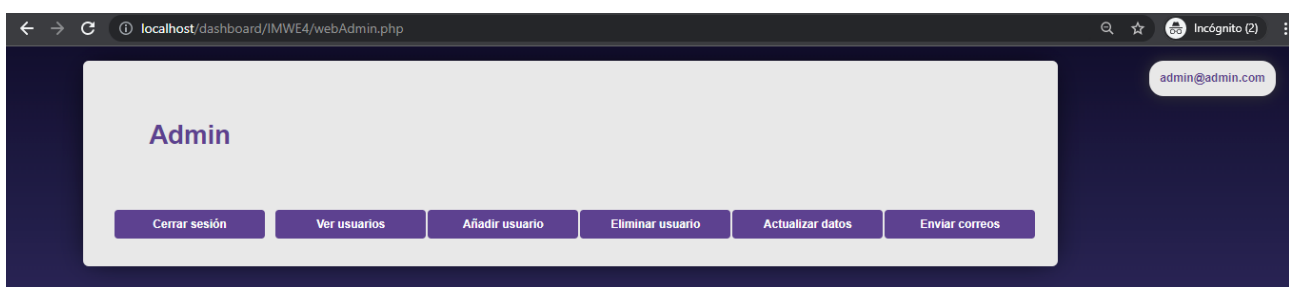 localhost/dashboard/IMWE4/webAdmin.php
Incógnito (2)
admin@admin.com
Admin
Cerrar sesión
Ver usuarios
Añadir usuario
Eliminar usuario
Actualizar datos
Enviar correos